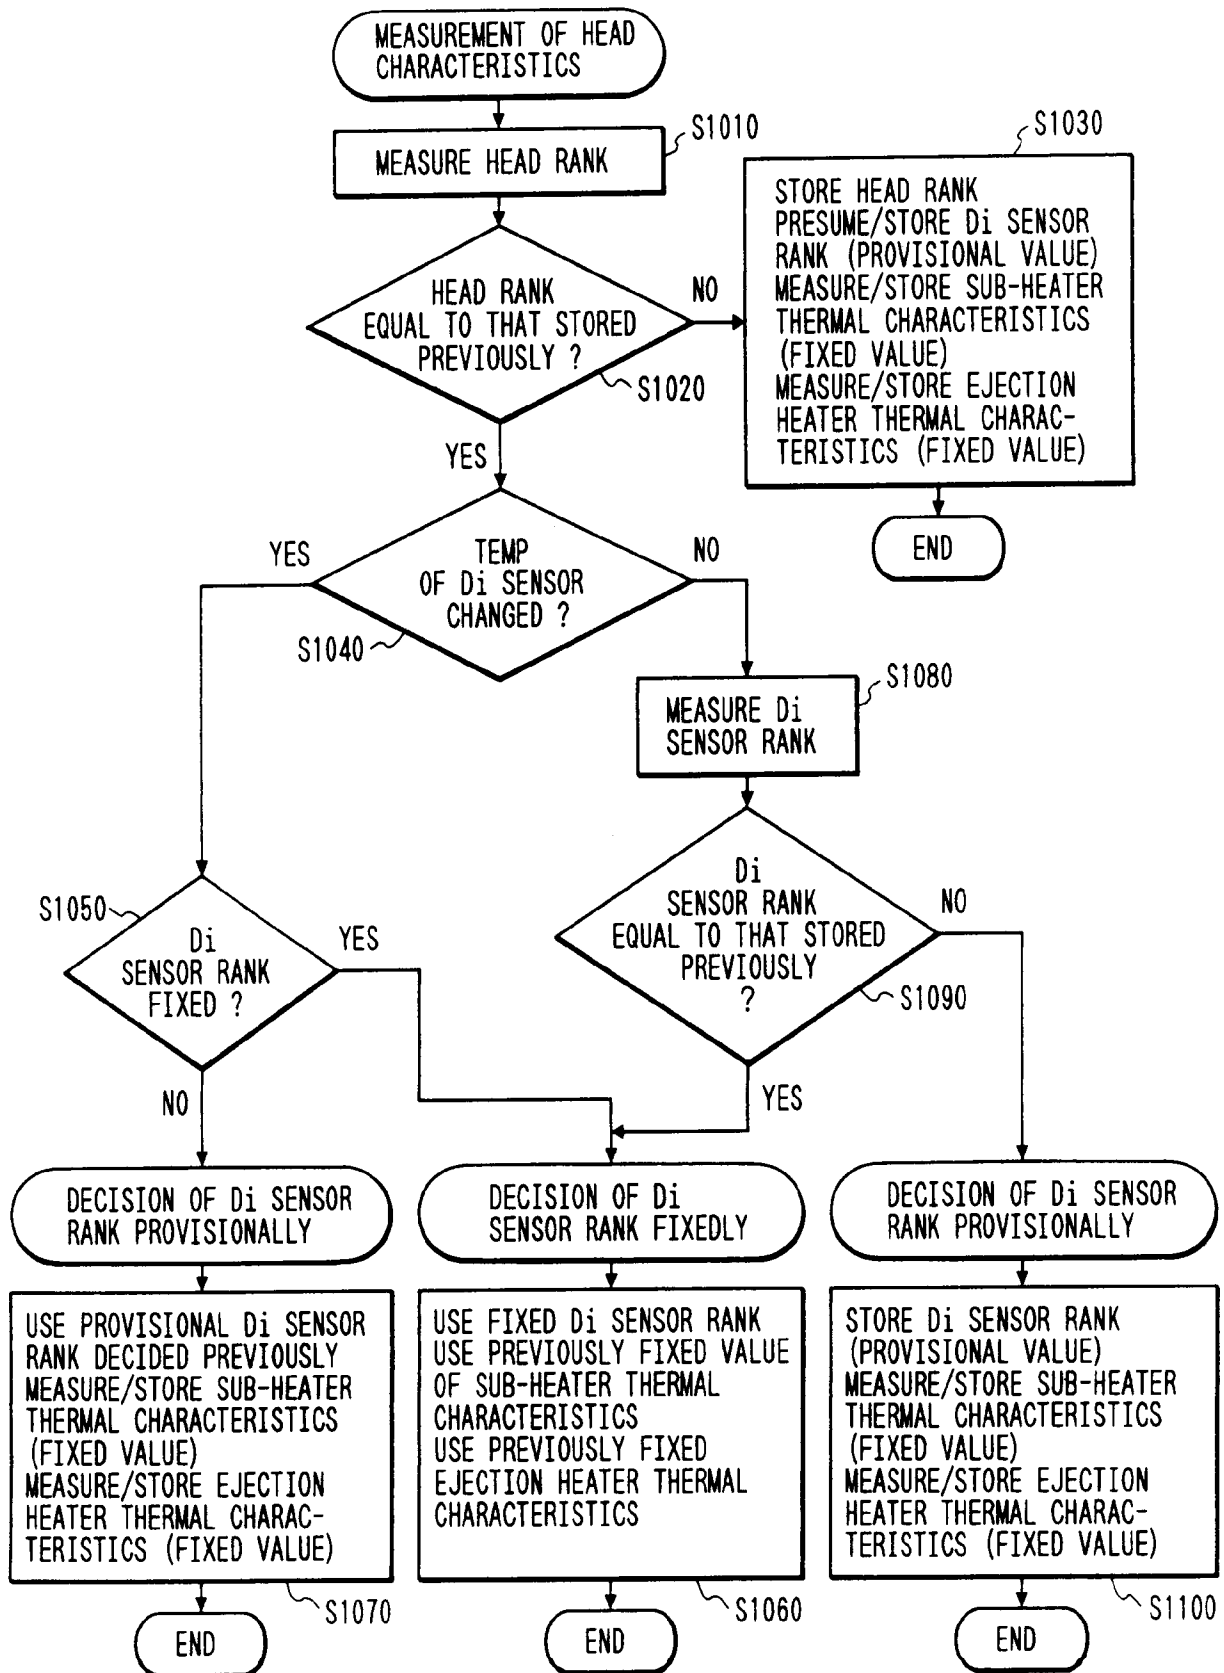 MEASUREMENT OF HEAD
CHARACTERISTICS
S1010
MEASURE HEAD RANK
S1030
STORE HEAD RANK
PRESUME/STORE Di SENSOR
RANK (PROVISIONAL VALUE)
MEASURE/STORE SUB-HEATER
THERMAL CHARACTERISTICS
(FIXED VALUE)
MEASURE/STORE EJECTION
HEATER THERMAL CHARAC-
TERISTICS (FIXED VALUE)
END
HEAD RANK
EQUAL TO THAT STORED
PREVIOUSLY ?
NO
S1020
YES
TEMP
OF Di SENSOR
CHANGED ?
YES
NO
S1040
S1080
MEASURE Di
SENSOR RANK
S1050
Di
SENSOR RANK
FIXED ?
YES
NO
Di
SENSOR RANK
EQUAL TO THAT STORED
PREVIOUSLY
?
NO
S1090
YES
DECISION OF Di SENSOR
RANK PROVISIONALLY
USE PROVISIONAL Di SENSOR
RANK DECIDED PREVIOUSLY
MEASURE/STORE SUB-HEATER
THERMAL CHARACTERISTICS
(FIXED VALUE)
MEASURE/STORE EJECTION
HEATER THERMAL CHARAC-
TERISTICS (FIXED VALUE)
S1070
END
DECISION OF Di
SENSOR RANK FIXEDLY
USE FIXED Di SENSOR RANK
USE PREVIOUSLY FIXED VALUE
OF SUB-HEATER THERMAL
CHARACTERISTICS
USE PREVIOUSLY FIXED
EJECTION HEATER THERMAL
CHARACTERISTICS
S1060
END
DECISION OF Di SENSOR
RANK PROVISIONALLY
STORE Di SENSOR RANK
(PROVISIONAL VALUE)
MEASURE/STORE SUB-HEATER
THERMAL CHARACTERISTICS
(FIXED VALUE)
MEASURE/STORE EJECTION
HEATER THERMAL CHARAC-
TERISTICS (FIXED VALUE)
S1100
END